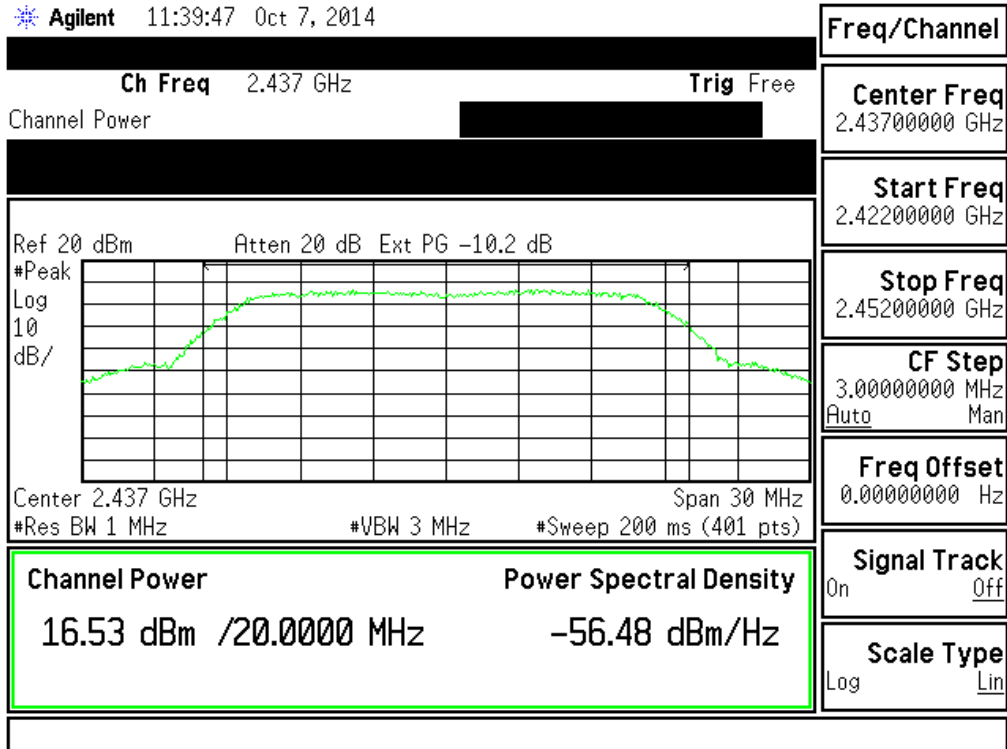 Agilent 11:39:47 Oct 7, 2014
Freq/Channel
Ch Freq 2.437 GHz Trig Free
Channel Power
Center Freq
2.43700000 GHz
Start Freq
2.42200000 GHz
Stop Freq
2.45200000 GHz
CF Step
3.00000000 MHz
Auto Man
Freq Offset
0.00000000 Hz
Signal Track
On Off
Scale Type
Log Lin
Ref 20 dBm Atten 20 dB Ext PG -10.2 dB
#Peak
Log
10
dB/
Center 2.437 GHz Span 30 MHz
#Res BW 1 MHz #VBW 3 MHz #Sweep 200 ms (401 pts)
Channel Power Power Spectral Density
16.53 dBm /20.0000 MHz -56.48 dBm/Hz